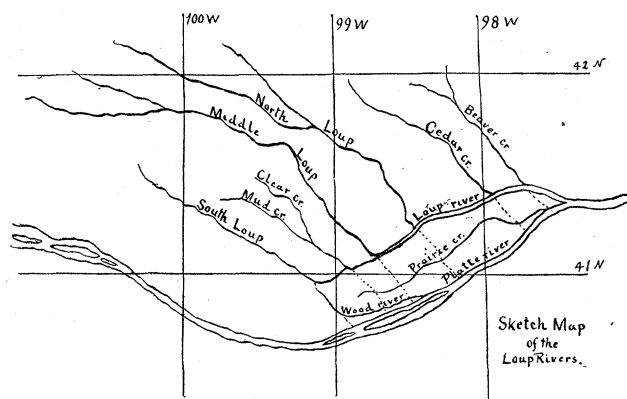 100 W
99 W
98 W
42 N
North Loup
Middle Loup
Beaver Cr.
Cedar Cr.
Clear Cr.
Mud Cr.
South Loup
Loup river
Prairie cr.
Platte river
41 N
Wood river
Sketch Map
of the
Loup Rivers.